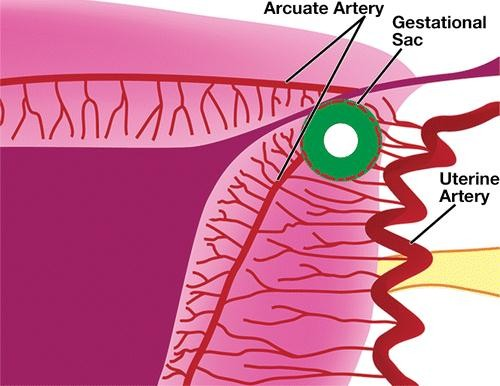 Arcuate Artery
Gestational
Sac
Uterine
Artery